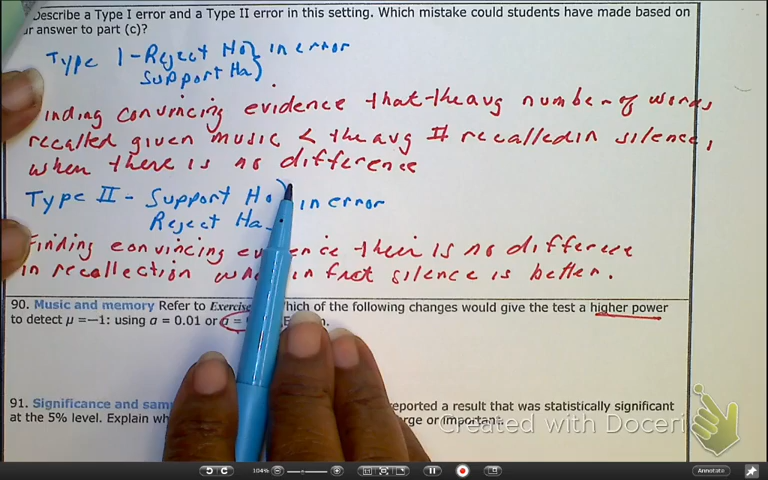 Describe a Type I error and a Type II error in this setting. Which mistake could students have made based on
ur answer to part (c)?
Type I - Reject Ho } in error
Support Ha
inding convincing evidence that the avg number of words
recalled given music < the avg # recalled in silence,
when there is no difference
Type II - Support Ho in error
Reject Ha
Finding convincing evidence their is no difference
in recollection when in fact silence is better.
90. Music and memory Refer to Exercise which of the following changes would give the test a higher power
to detect μ =−1: using α = 0.01 or α =
91. Significance and sam reported a result that was statistically significant
at the 5% level. Explain wh rge or important.
Created with Doceri
104%
Annotate